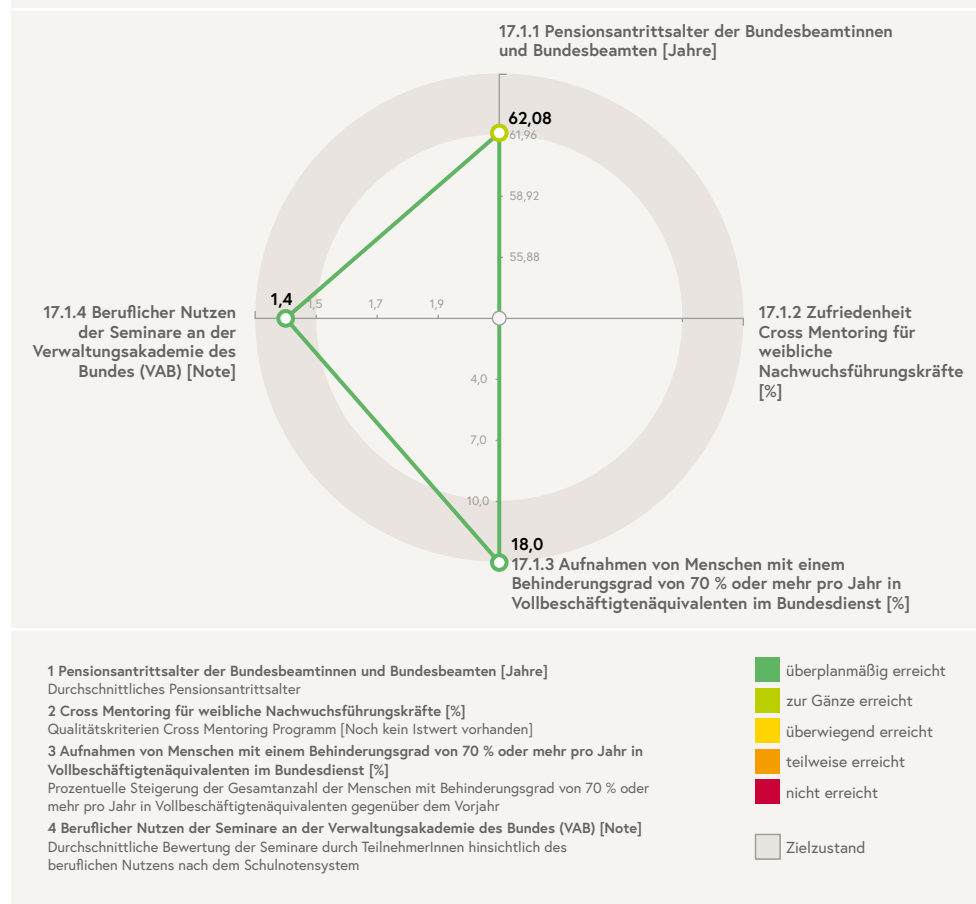 17.1.1 Pensionsantrittsalter der Bundesbeamtinnen
und Bundesbeamten [Jahre]
62,08
61,96
58,92
55,88
1,4
1,5
1,7
1,9
17.1.4 Beruflicher Nutzen
der Seminare an der
Verwaltungsakademie des
Bundes (VAB) [Note]
17.1.2 Zufriedenheit
Cross Mentoring für
weibliche
Nachwuchsführungskräfte
[%]
4,0
7,0
10,0
18,0
17.1.3 Aufnahmen von Menschen mit einem
Behinderungsgrad von 70 % oder mehr pro Jahr in
Vollbeschäftigtenäquivalenten im Bundesdienst [%]
1 Pensionsantrittsalter der Bundesbeamtinnen und Bundesbeamten [Jahre]
Durchschnittliches Pensionsantrittsalter
2 Cross Mentoring für weibliche Nachwuchsführungskräfte [%]
Qualitätskriterien Cross Mentoring Programm [Noch kein Istwert vorhanden]
3 Aufnahmen von Menschen mit einem Behinderungsgrad von 70 % oder mehr pro Jahr in
Vollbeschäftigtenäquivalenten im Bundesdienst [%]
Prozentuelle Steigerung der Gesamtanzahl der Menschen mit Behinderungsgrad von 70 % oder
mehr pro Jahr in Vollbeschäftigtenäquivalenten gegenüber dem Vorjahr
4 Beruflicher Nutzen der Seminare an der Verwaltungsakademie des Bundes (VAB) [Note]
Durchschnittliche Bewertung der Seminare durch TeilnehmerInnen hinsichtlich des
beruflichen Nutzens nach dem Schulnotensystem
überplanmäßig erreicht
zur Gänze erreicht
überwiegend erreicht
teilweise erreicht
nicht erreicht
Zielzustand